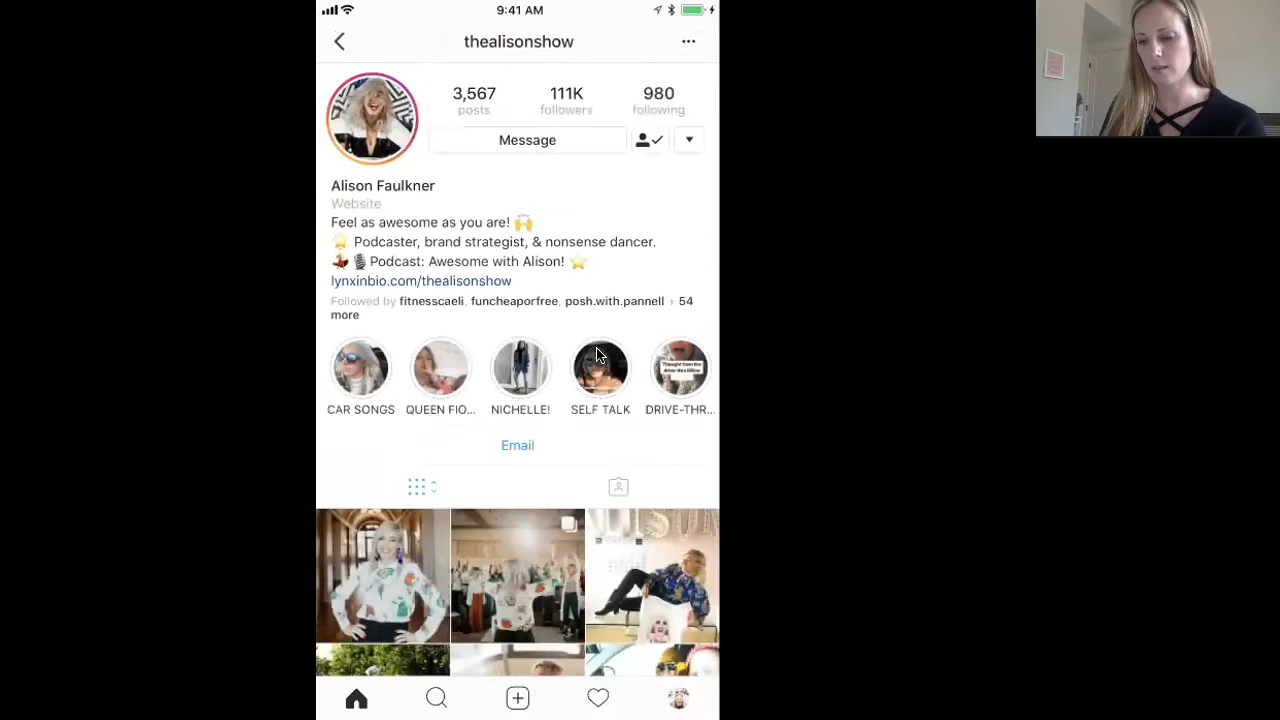 9:41 AM
thealisonshow
3,567 111K 980
posts followers following
Message
Alison Faulkner
Website
Feel as awesome as you are! 🙌
🌟 Podcaster, brand strategist, & nonsense dancer.
💃🎙Podcast: Awesome with Alison! ⭐
lynxinbio.com/thealisonshow
Followed by fitnesscaeli, funcheaporfree, posh.with.pannell + 54
more
CAR SONGS QUEEN FIO... NICHELLE! SELF TALK DRIVE-THR...
Email